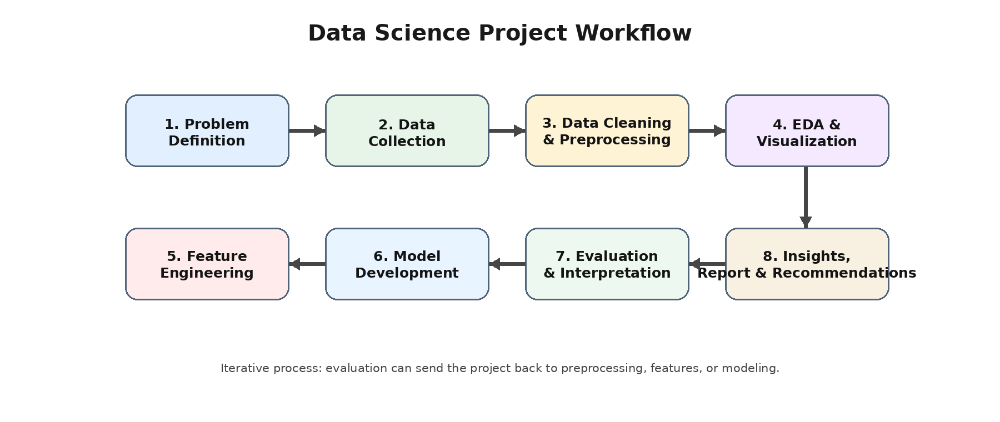 Data Science Project Workflow
1. Problem
Definition
2. Data
Collection
3. Data Cleaning
& Preprocessing
4. EDA &
Visualization
5. Feature
Engineering
6. Model
Development
7. Evaluation
& Interpretation
8. Insights,
Report & Recommendations
Iterative process: evaluation can send the project back to preprocessing, features, or modeling.